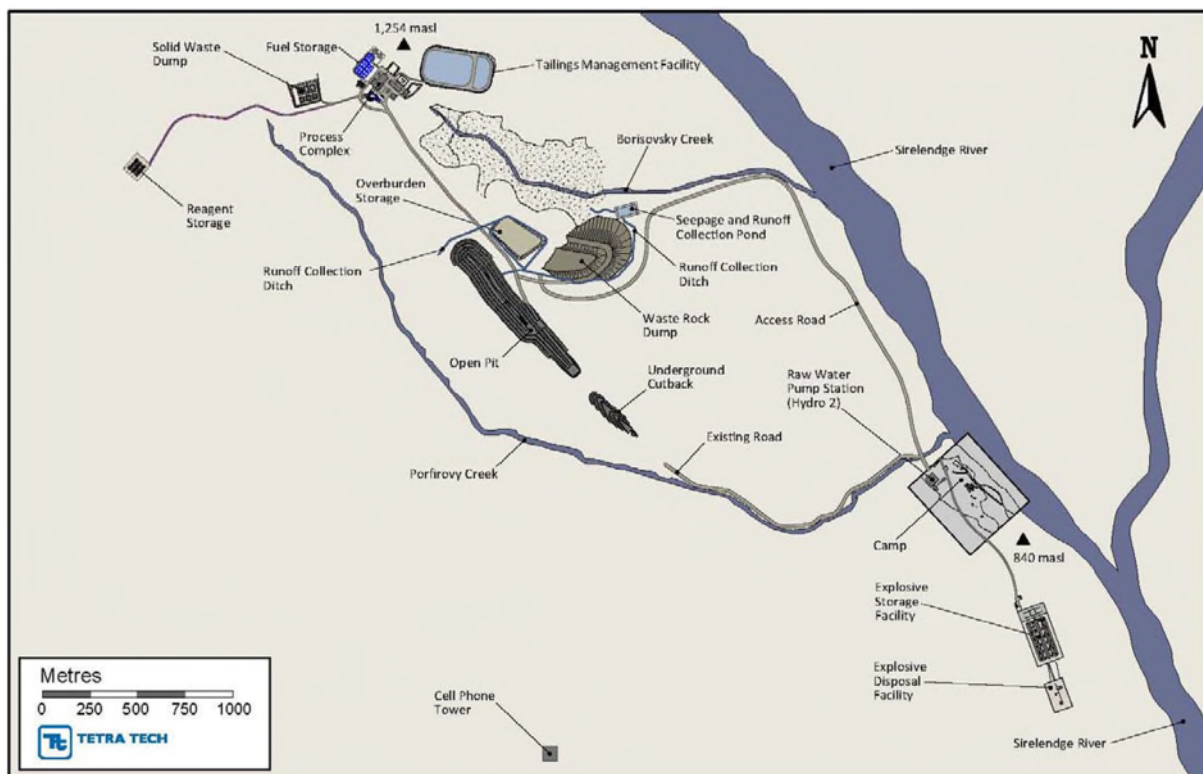 1,254 masl
Solid Waste
Dump
Fuel Storage
Tailings Management Facility
N
Process
Complex
Borisovsky Creek
Sirelendge River
Reagent
Storage
Overburden
Storage
Seepage and Runoff
Collection Pond
Runoff Collection
Ditch
Runoff Collection
Ditch
Waste Rock
Dump
Access Road
Open Pit
Underground
Cutback
Raw Water
Pump Station
(Hydro 2)
Existing Road
Porfirovy Creek
Camp
840 masl
Explosive
Storage
Facility
Explosive
Disposal
Facility
Cell Phone
Tower
Sirelendge River
Metres
0 250 500 750 1000
Tt TETRA TECH